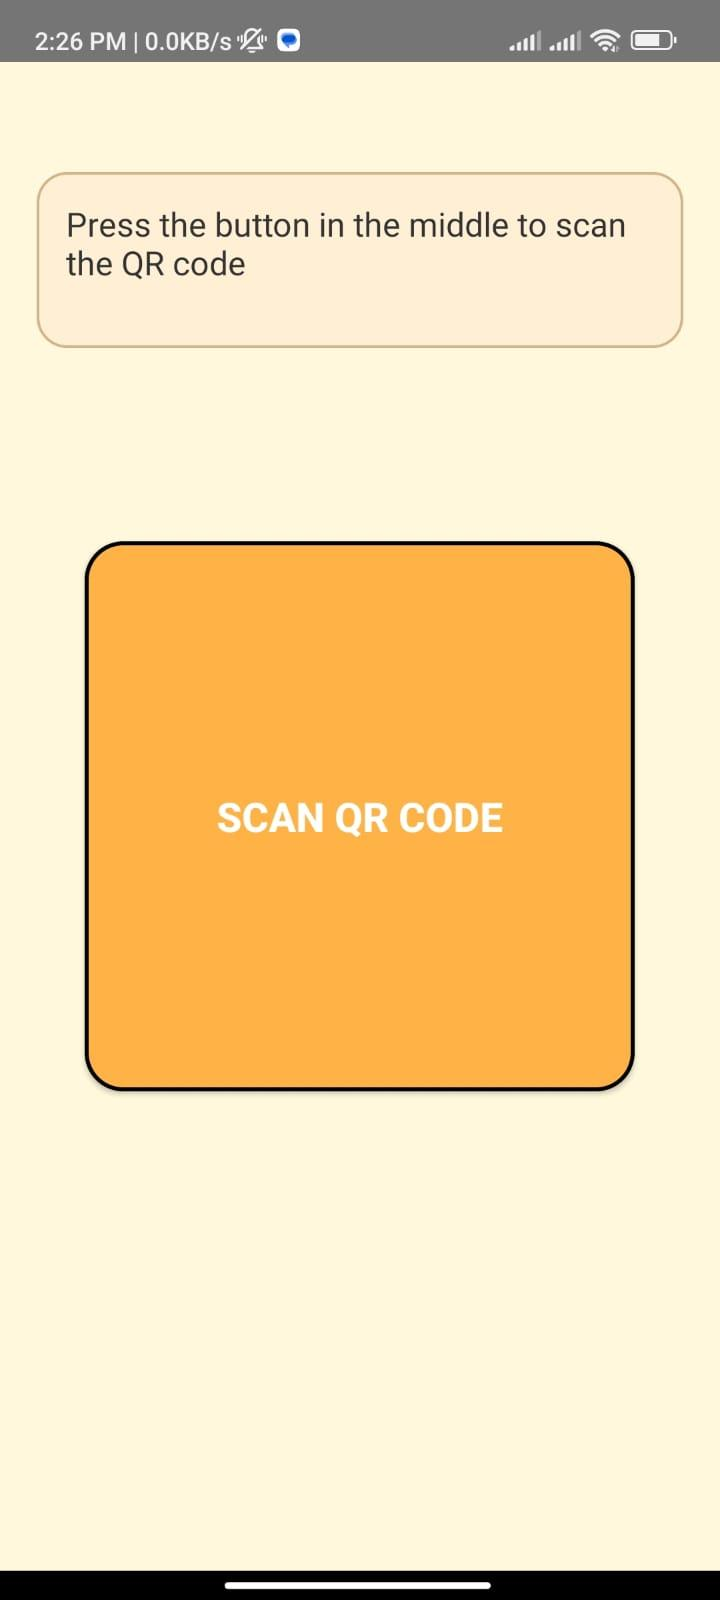 2:26 PM | 0.0KB/s
Press the button in the middle to scan
the QR code
SCAN QR CODE